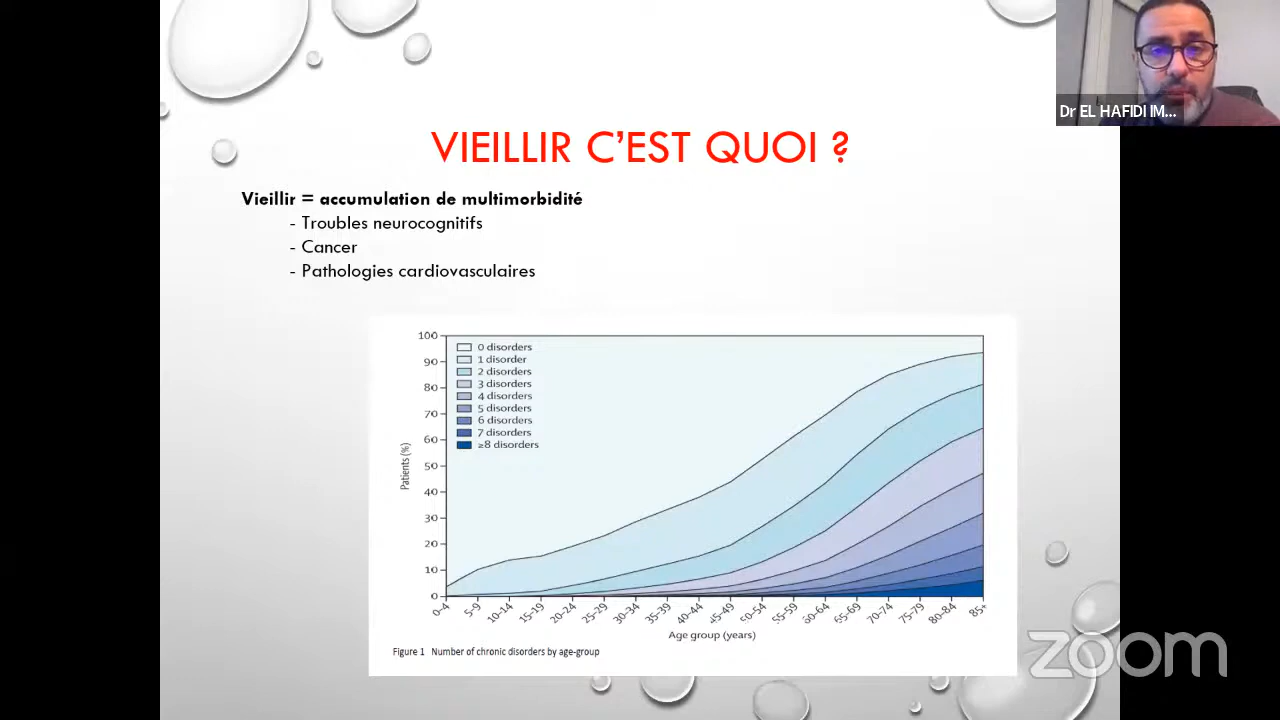 Dr EL HAFIDI IM...
VIEILLIR C'EST QUOI ?
Vieillir = accumulation de multimorbidité
- Troubles neurocognitifs
- Cancer
- Pathologies cardiovasculaires
100
90
80
70
60
50
40
30
20
10
0
Patients (%)
0 disorders
1 disorder
2 disorders
3 disorders
4 disorders
5 disorders
6 disorders
7 disorders
≥8 disorders
0-4
5-9
10-14
15-19
20-24
25-29
30-34
35-39
40-44
45-49
50-54
55-59
60-64
65-69
70-74
75-79
80-84
85+
Age group (years)
Figure 1 Number of chronic disorders by age-group
zoom